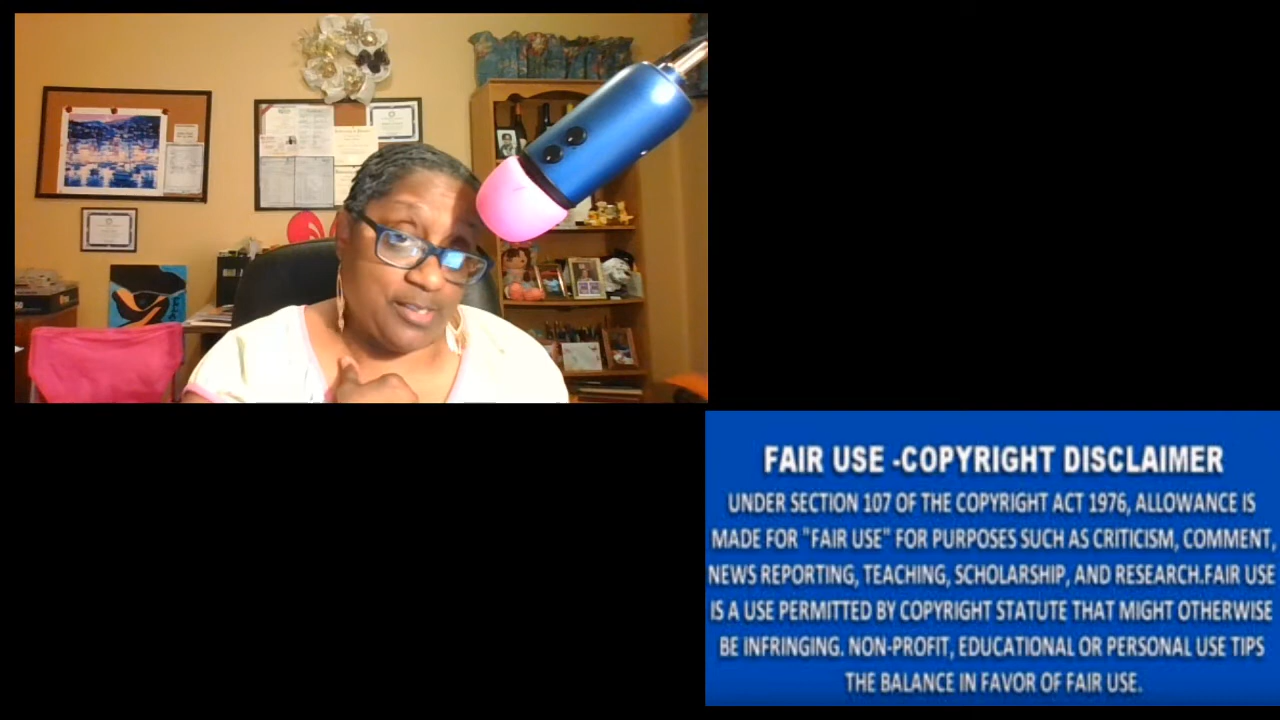 FAIR USE -COPYRIGHT DISCLAIMER
UNDER SECTION 107 OF THE COPYRIGHT ACT 1976, ALLOWANCE IS
MADE FOR "FAIR USE" FOR PURPOSES SUCH AS CRITICISM, COMMENT,
NEWS REPORTING, TEACHING, SCHOLARSHIP, AND RESEARCH.FAIR USE
IS A USE PERMITTED BY COPYRIGHT STATUTE THAT MIGHT OTHERWISE
BE INFRINGING. NON-PROFIT, EDUCATIONAL OR PERSONAL USE TIPS
THE BALANCE IN FAVOR OF FAIR USE.